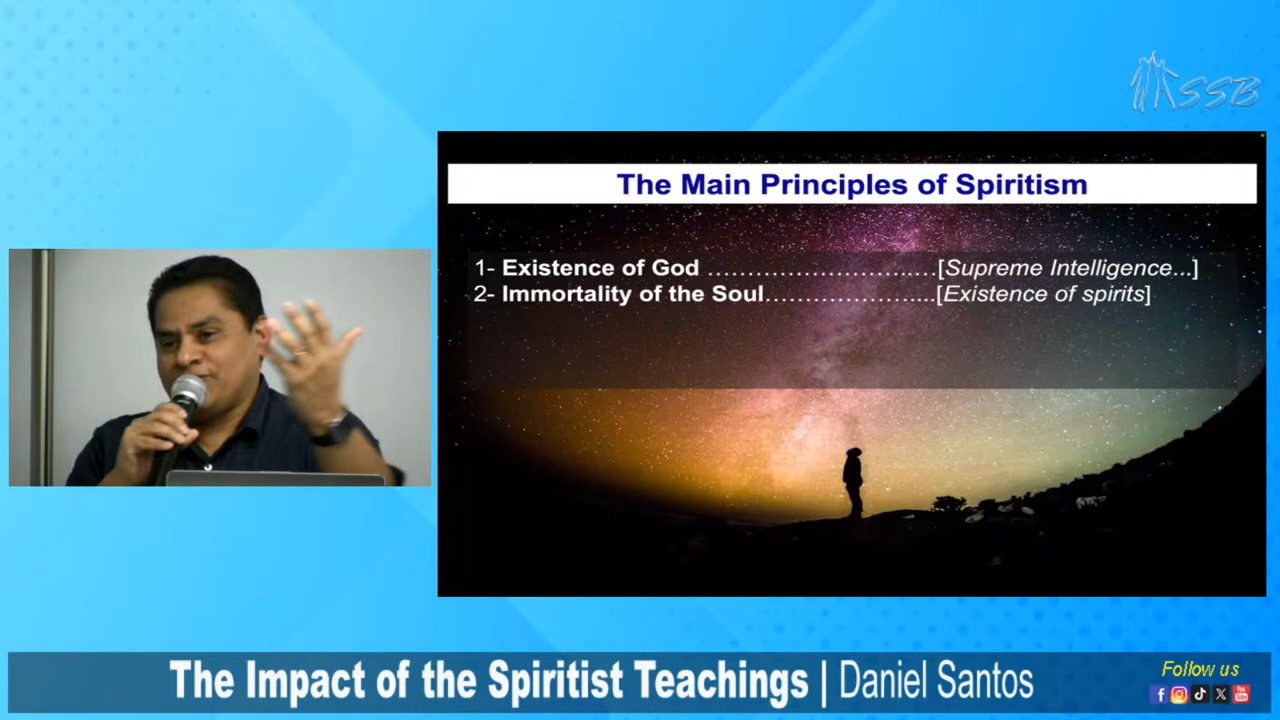 SSB
The Main Principles of Spiritism
1- Existence of God ................................[Supreme Intelligence...]
2- Immortality of the Soul........................[Existence of spirits]
The Impact of the Spiritist Teachings | Daniel Santos
Follow us